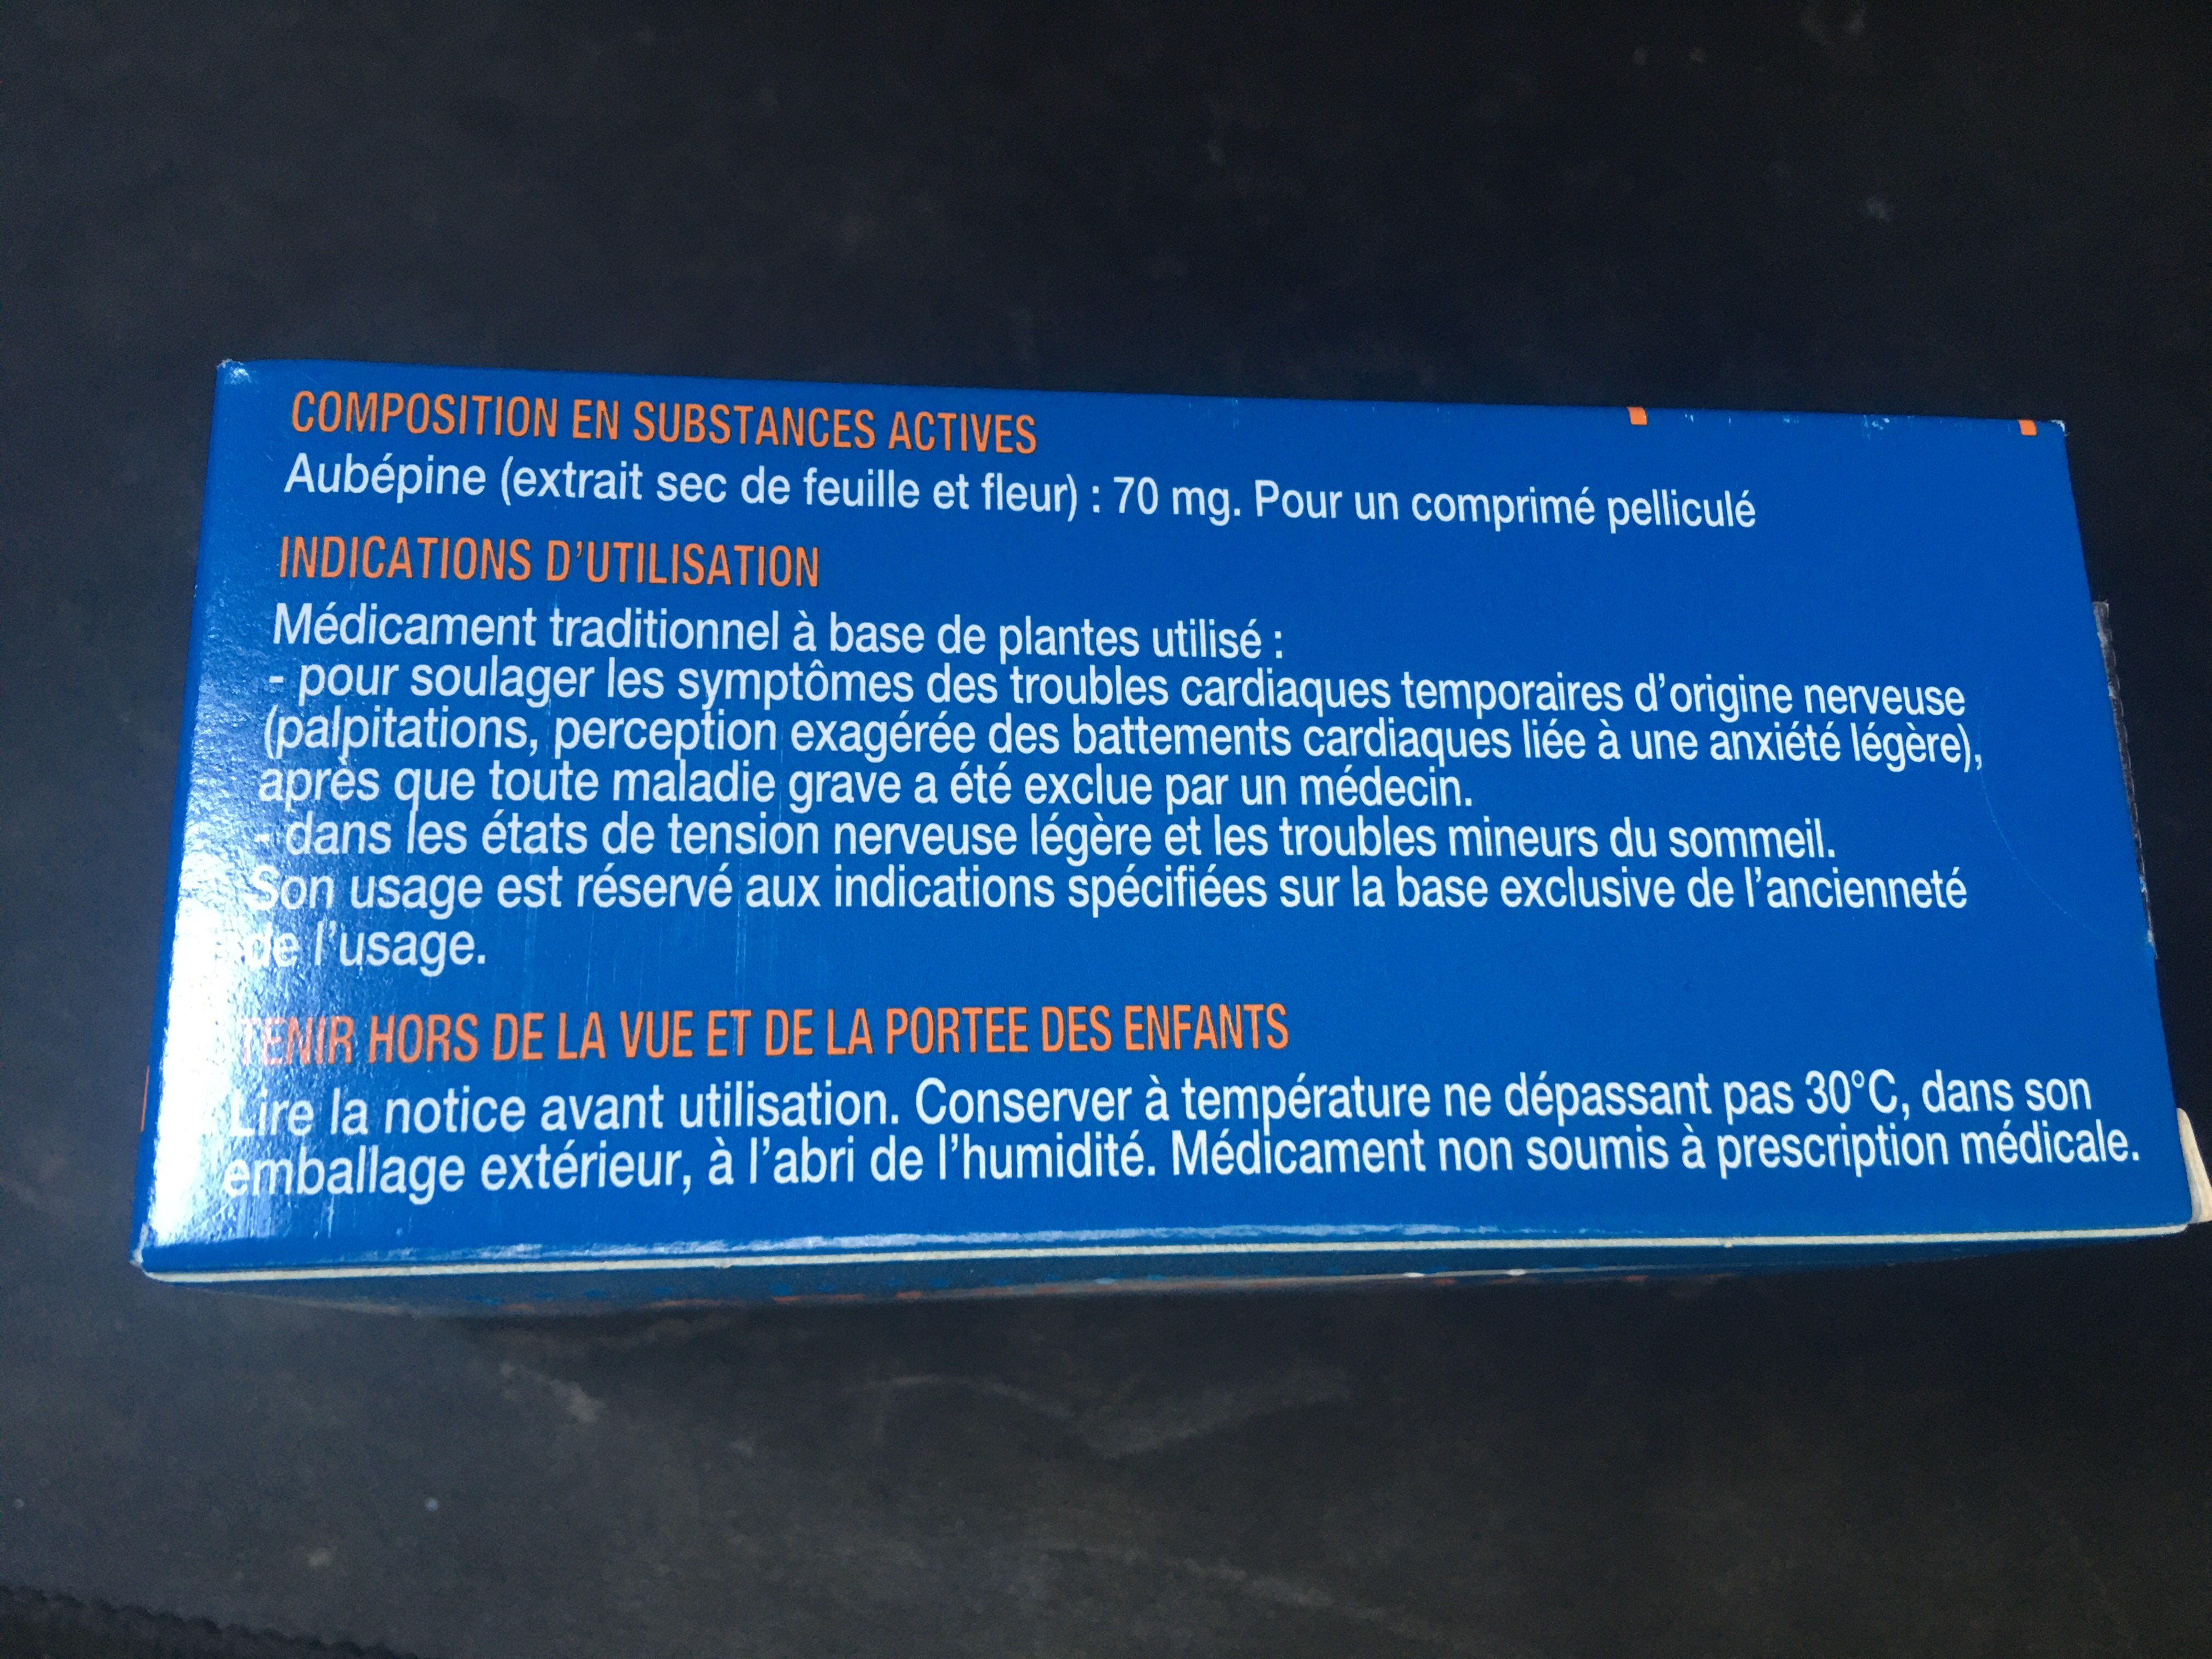 COMPOSITION EN SUBSTANCES ACTIVES
Aubépine (extrait sec de feuille et fleur) : 70 mg. Pour un comprimé pelliculé
INDICATIONS D'UTILISATION
Médicament traditionnel à base de plantes utilisé :
- pour soulager les symptômes des troubles cardiaques temporaires d'origine nerveuse
(palpitations, perception exagérée des battements cardiaques liée à une anxiété légère),
après que toute maladie grave a été exclue par un médecin.
- dans les états de tension nerveuse légère et les troubles mineurs du sommeil.
Son usage est réservé aux indications spécifiées sur la base exclusive de l'ancienneté
de l'usage.
TENIR HORS DE LA VUE ET DE LA PORTEE DES ENFANTS
Lire la notice avant utilisation. Conserver à température ne dépassant pas 30°C, dans son
emballage extérieur, à l'abri de l'humidité. Médicament non soumis à prescription médicale.